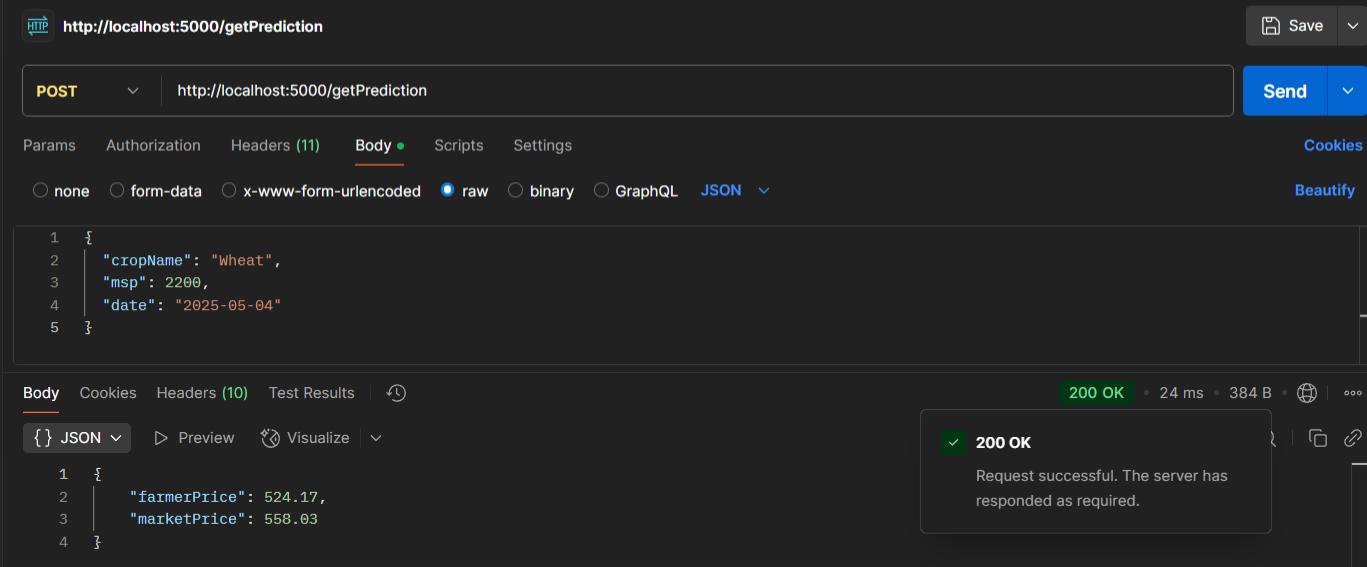 HTTP http://localhost:5000/getPrediction Save
POST http://localhost:5000/getPrediction Send
Params Authorization Headers (11) Body Scripts Settings Cookies
none form-data x-www-form-urlencoded raw binary GraphQL JSON Beautify
1 {
2 "cropName": "Wheat",
3 "msp": 2200,
4 "date": "2025-05-04"
5 }
Body Cookies Headers (10) Test Results 200 OK • 24 ms • 384 B
{} JSON Preview Visualize
200 OK
Request successful. The server has
responded as required.
1 {
2 "farmerPrice": 524.17,
3 "marketPrice": 558.03
4 }